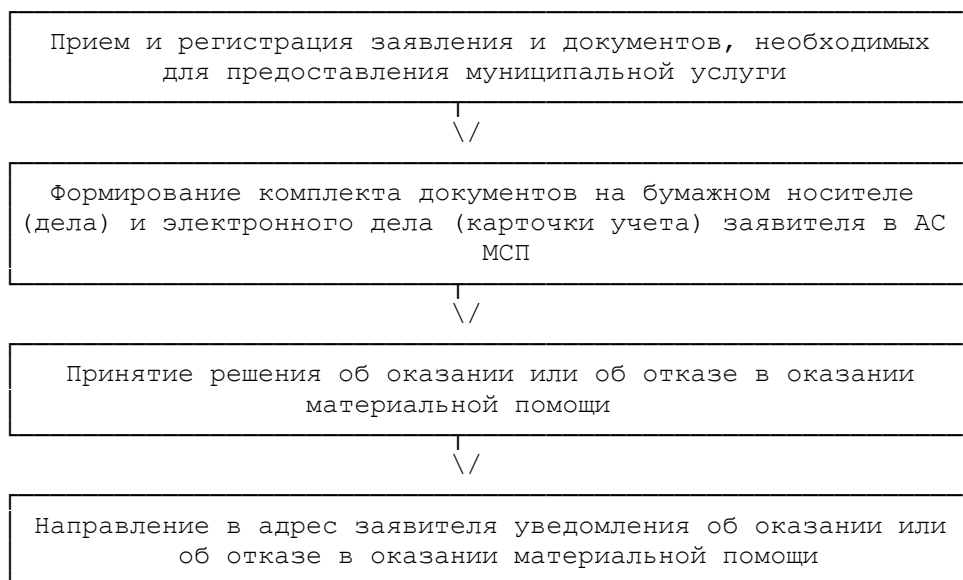 Прием и регистрация заявления и документов, необходимых
для предоставления муниципальной услуги
\/
Формирование комплекта документов на бумажном носителе
(дела) и электронного дела (карточки учета) заявителя в АС
МСП
\/
Принятие решения об оказании или об отказе в оказании
материальной помощи
\/
Направление в адрес заявителя уведомления об оказании или
об отказе в оказании материальной помощи